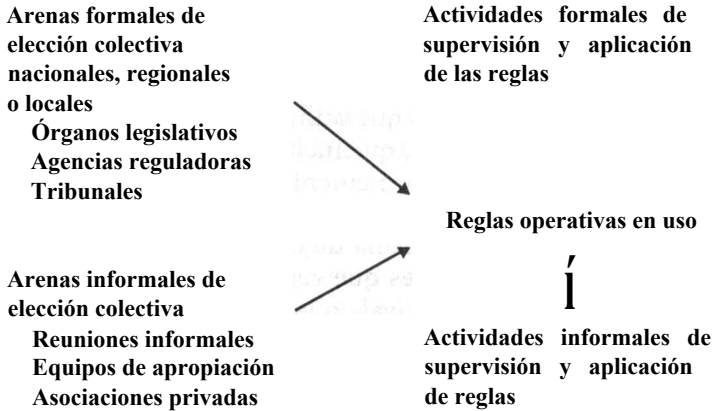 Arenas formales de
elección colectiva
nacionales, regionales
o locales
Órganos legislativos
Agencias reguladoras
Tribunales
Actividades formales de
supervisión y aplicación
de las reglas
Reglas operativas en uso
í
Arenas informales de
elección colectiva
Reuniones informales
Equipos de apropiación
Asociaciones privadas
Actividades informales de
supervisión y aplicación
de reglas